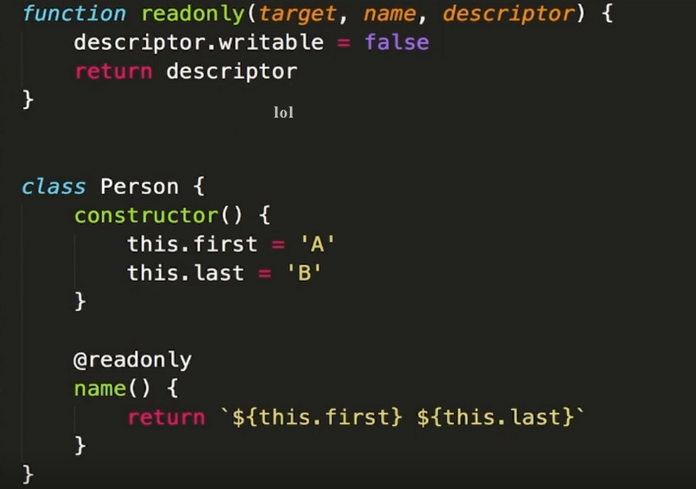 function readonly(target, name, descriptor) {
descriptor.writable = false
return descriptor
}
lol
class Person {
constructor() {
this.first = 'A'
this.last = 'B'
}
@readonly
name() {
return `${this.first} ${this.last}`
}
}